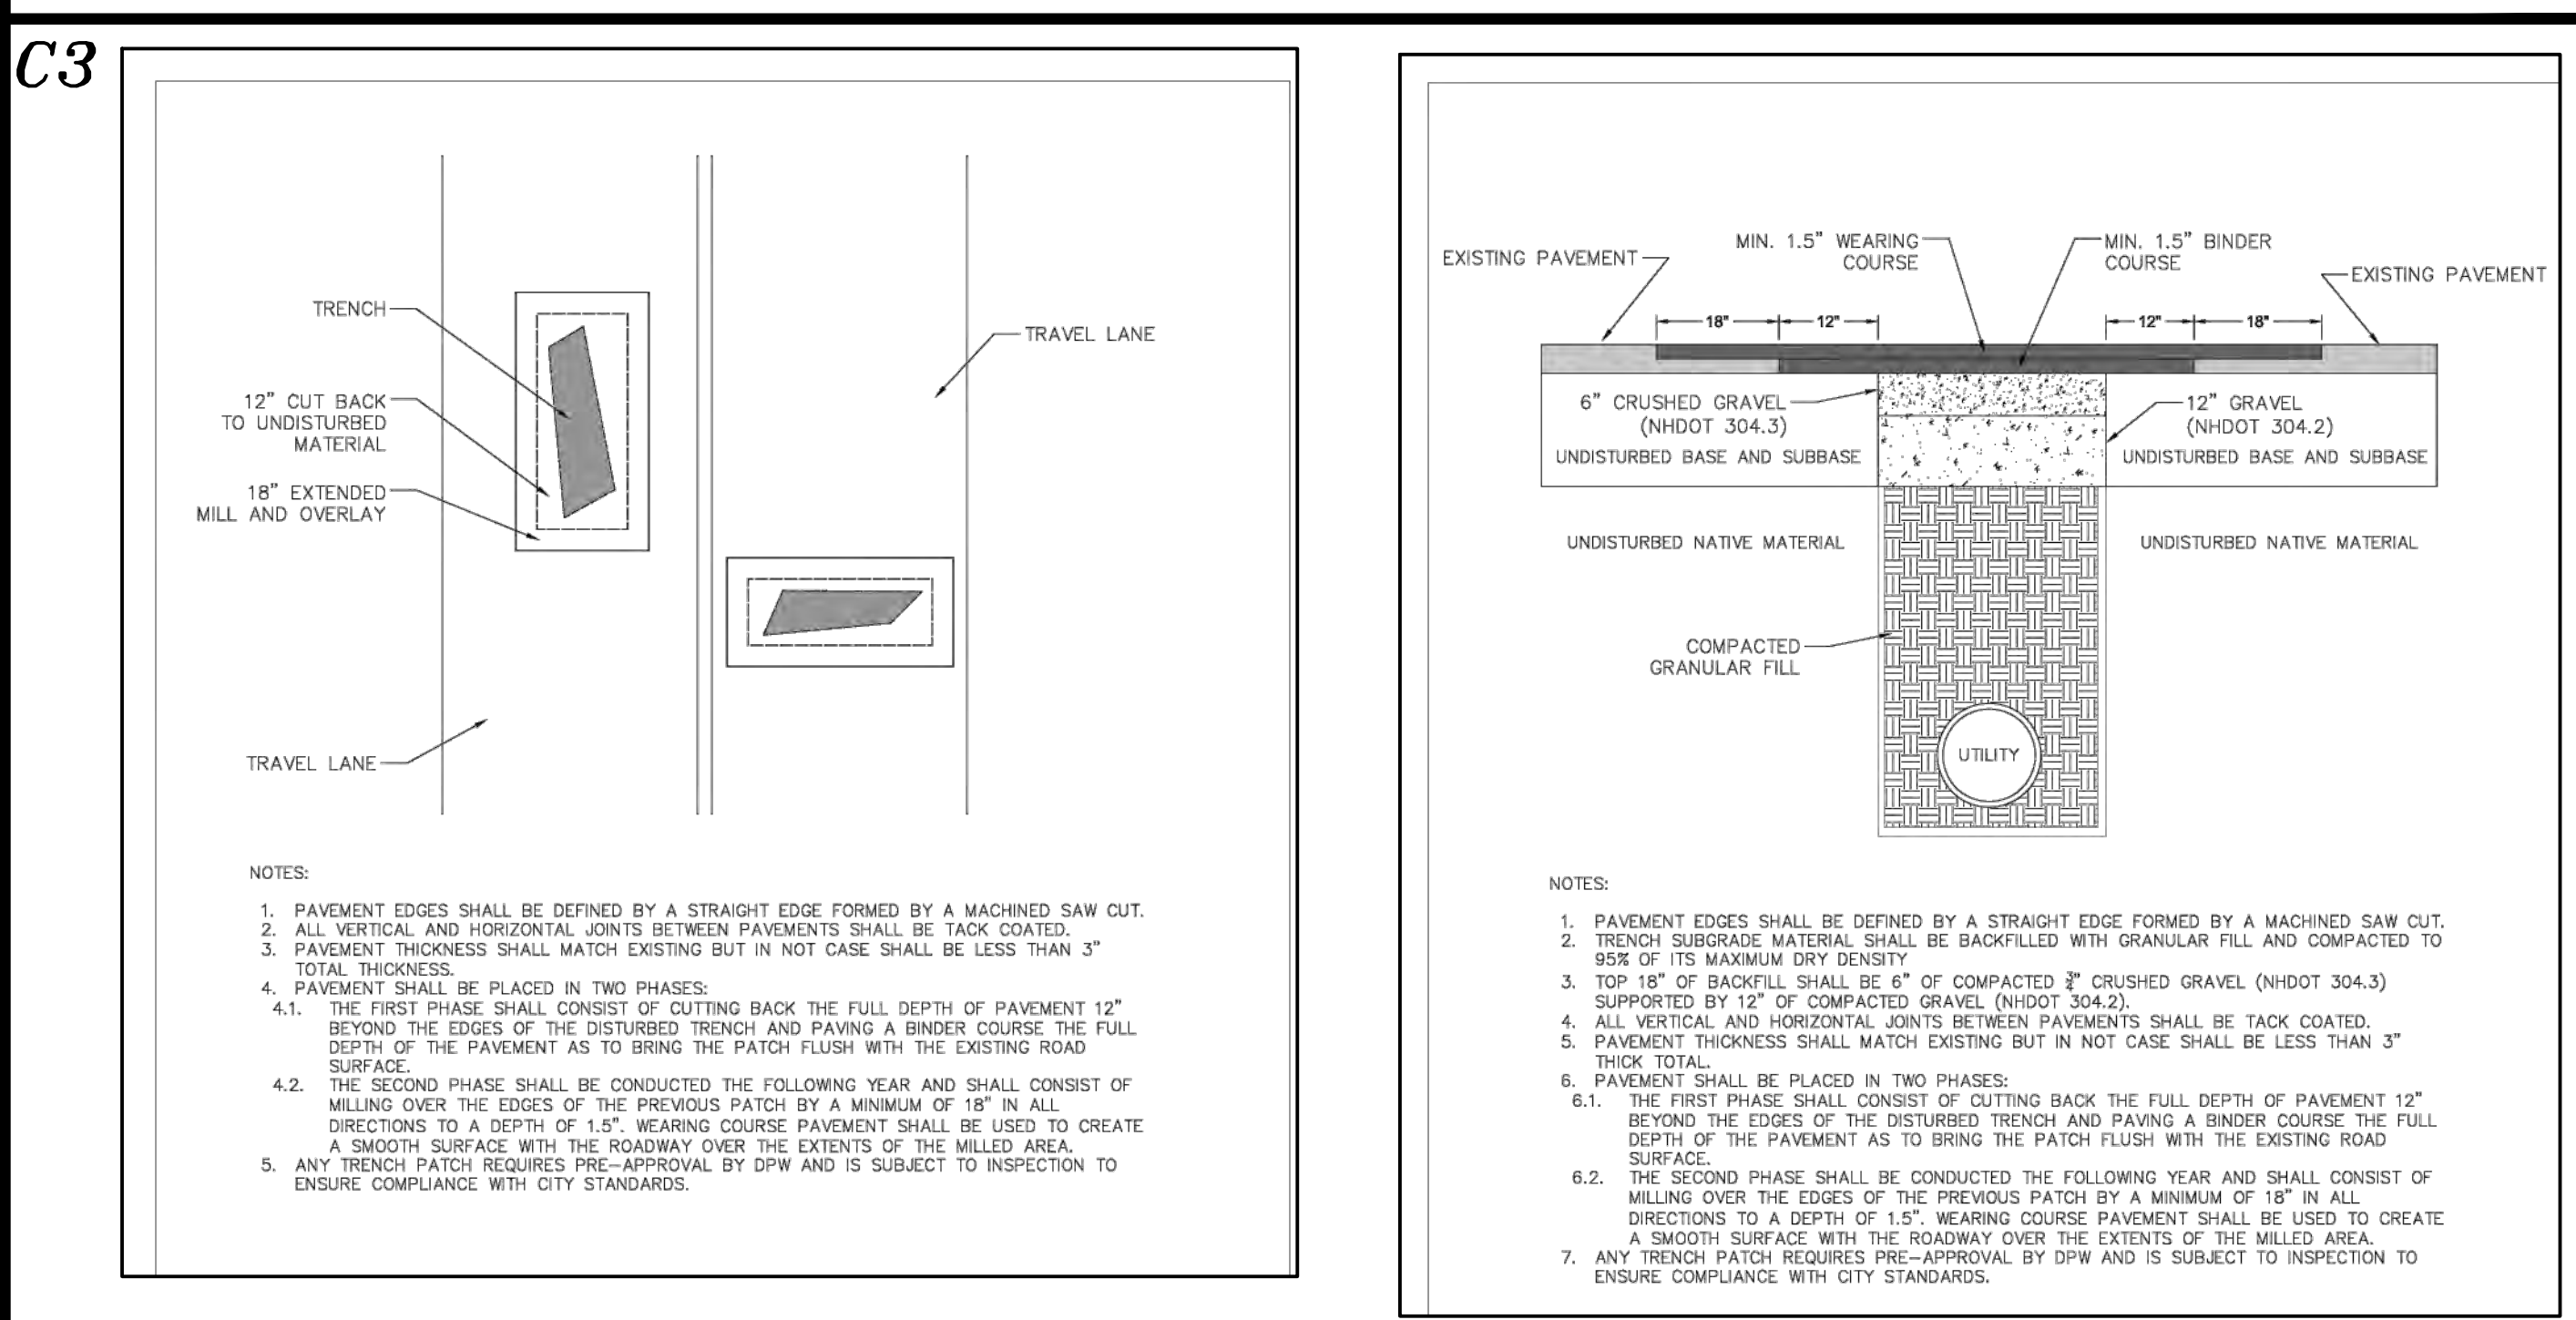 C3
TRENCH
12" CUT BACK
TO UNDISTURBED
MATERIAL
18" EXTENDED
MILL AND OVERLAY
TRAVEL LANE
TRAVEL LANE
NOTES:
1. PAVEMENT EDGES SHALL BE DEFINED BY A STRAIGHT EDGE FORMED BY A MACHINED SAW CUT.
2. ALL VERTICAL AND HORIZONTAL JOINTS BETWEEN PAVEMENTS SHALL BE TACK COATED.
3. PAVEMENT THICKNESS SHALL MATCH EXISTING BUT IN NOT CASE SHALL BE LESS THAN 3"
TOTAL THICKNESS.
4. PAVEMENT SHALL BE PLACED IN TWO PHASES:
4.1. THE FIRST PHASE SHALL CONSIST OF CUTTING BACK THE FULL DEPTH OF PAVEMENT 12"
BEYOND THE EDGES OF THE DISTURBED TRENCH AND PAVING A BINDER COURSE THE FULL
DEPTH OF THE PAVEMENT AS TO BRING THE PATCH FLUSH WITH THE EXISTING ROAD
SURFACE.
4.2. THE SECOND PHASE SHALL BE CONDUCTED THE FOLLOWING YEAR AND SHALL CONSIST OF
MILLING OVER THE EDGES OF THE PREVIOUS PATCH BY A MINIMUM OF 18" IN ALL
DIRECTIONS TO A DEPTH OF 1.5". WEARING COURSE PAVEMENT SHALL BE USED TO CREATE
A SMOOTH SURFACE WITH THE ROADWAY OVER THE EXTENTS OF THE MILLED AREA.
5. ANY TRENCH PATCH REQUIRES PRE-APPROVAL BY DPW AND IS SUBJECT TO INSPECTION TO
ENSURE COMPLIANCE WITH CITY STANDARDS.
EXISTING PAVEMENT
MIN. 1.5" WEARING
COURSE
MIN. 1.5" BINDER
COURSE
EXISTING PAVEMENT
18" 12" 12" 18"
6" CRUSHED GRAVEL
(NHDOT 304.3)
UNDISTURBED BASE AND SUBBASE
12" GRAVEL
(NHDOT 304.2)
UNDISTURBED BASE AND SUBBASE
UNDISTURBED NATIVE MATERIAL
UNDISTURBED NATIVE MATERIAL
COMPACTED
GRANULAR FILL
UTILITY
NOTES:
1. PAVEMENT EDGES SHALL BE DEFINED BY A STRAIGHT EDGE FORMED BY A MACHINED SAW CUT.
2. TRENCH SUBGRADE MATERIAL SHALL BE BACKFILLED WITH GRANULAR FILL AND COMPACTED TO
95% OF ITS MAXIMUM DRY DENSITY
3. TOP 18" OF BACKFILL SHALL BE 6" OF COMPACTED ¾" CRUSHED GRAVEL (NHDOT 304.3)
SUPPORTED BY 12" OF COMPACTED GRAVEL (NHDOT 304.2).
4. ALL VERTICAL AND HORIZONTAL JOINTS BETWEEN PAVEMENTS SHALL BE TACK COATED.
5. PAVEMENT THICKNESS SHALL MATCH EXISTING BUT IN NOT CASE SHALL BE LESS THAN 3"
THICK TOTAL.
6. PAVEMENT SHALL BE PLACED IN TWO PHASES:
6.1. THE FIRST PHASE SHALL CONSIST OF CUTTING BACK THE FULL DEPTH OF PAVEMENT 12"
BEYOND THE EDGES OF THE DISTURBED TRENCH AND PAVING A BINDER COURSE THE FULL
DEPTH OF THE PAVEMENT AS TO BRING THE PATCH FLUSH WITH THE EXISTING ROAD
SURFACE.
6.2. THE SECOND PHASE SHALL BE CONDUCTED THE FOLLOWING YEAR AND SHALL CONSIST OF
MILLING OVER THE EDGES OF THE PREVIOUS PATCH BY A MINIMUM OF 18" IN ALL
DIRECTIONS TO A DEPTH OF 1.5". WEARING COURSE PAVEMENT SHALL BE USED TO CREATE
A SMOOTH SURFACE WITH THE ROADWAY OVER THE EXTENTS OF THE MILLED AREA.
7. ANY TRENCH PATCH REQUIRES PRE-APPROVAL BY DPW AND IS SUBJECT TO INSPECTION TO
ENSURE COMPLIANCE WITH CITY STANDARDS.